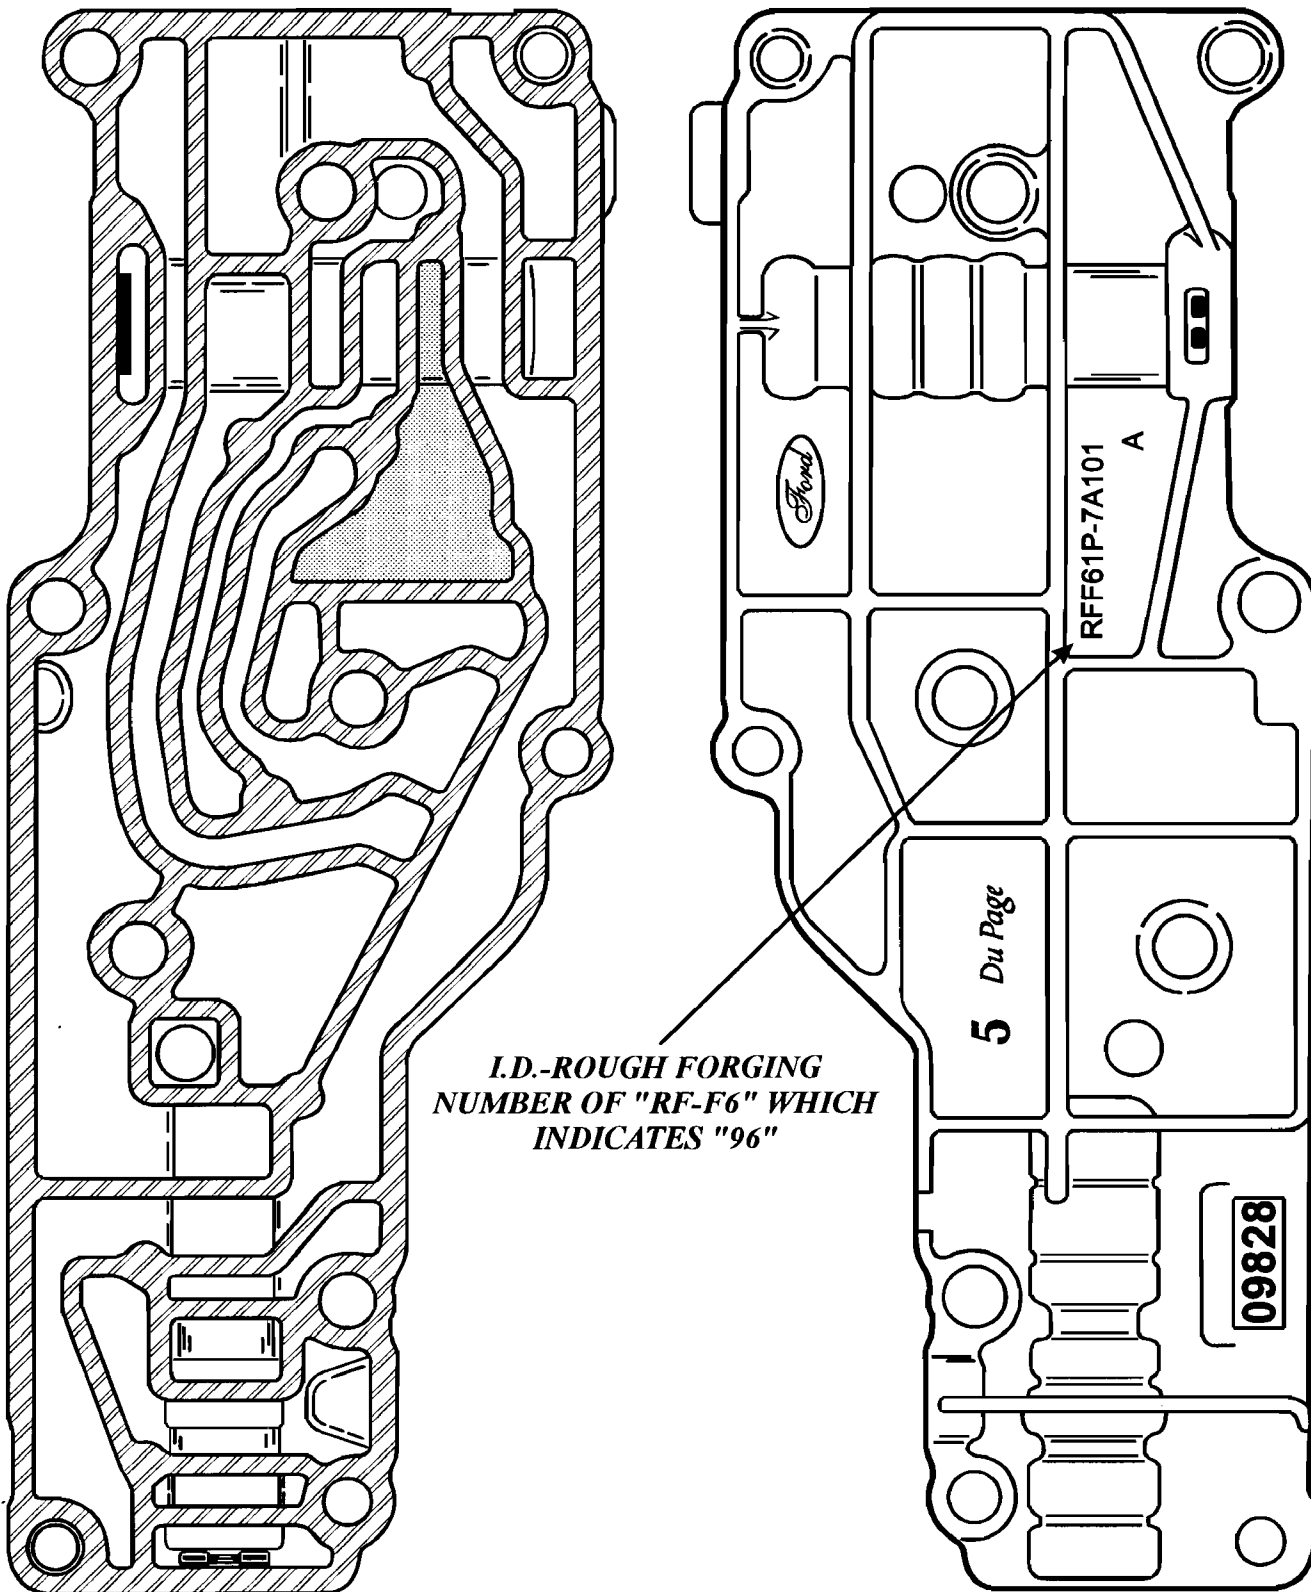 Ford
RFF61P-7A101
A
5 Du Page
I.D.-ROUGH FORGING
NUMBER OF "RF-F6" WHICH
INDICATES "96"
09828